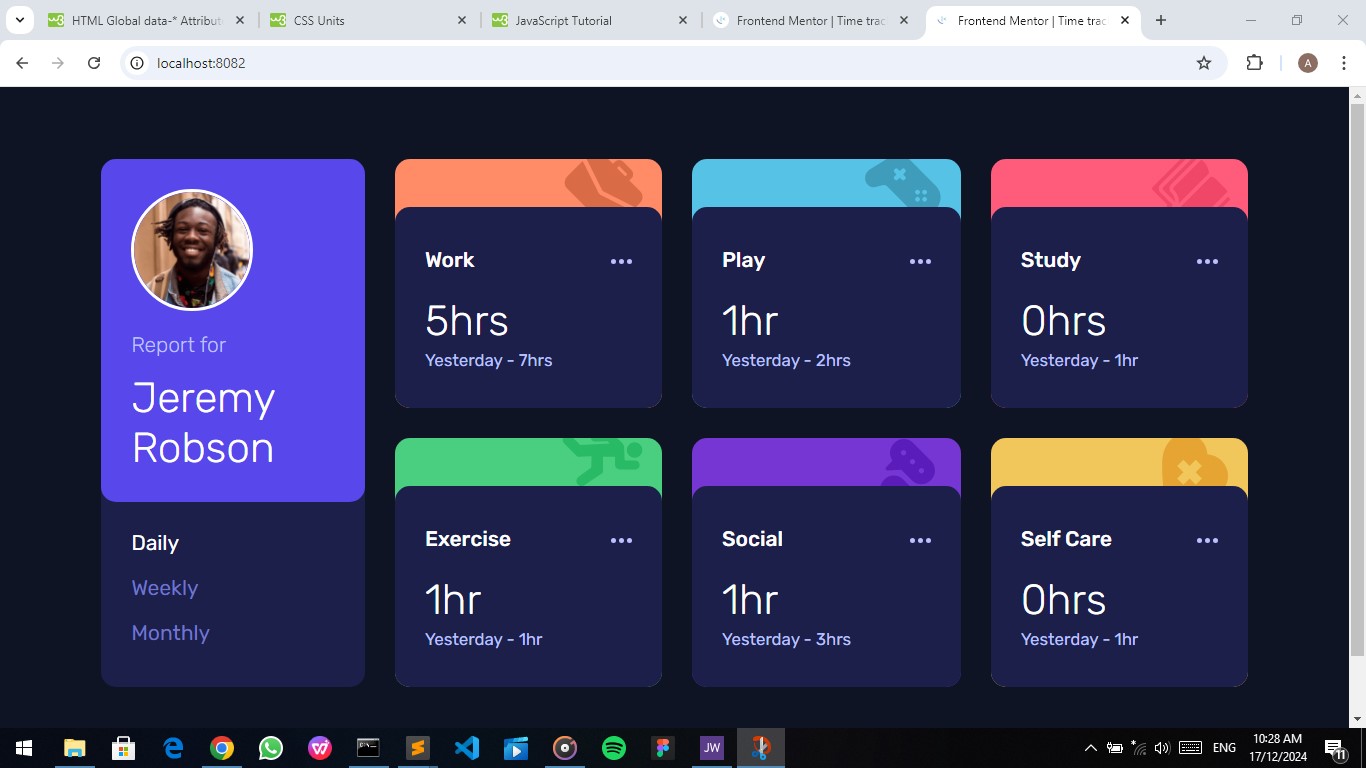 HTML Global data-* Attribut
CSS Units
JavaScript Tutorial
Frontend Mentor | Time trac
Frontend Mentor | Time trac
localhost:8082
A
Report for
Jeremy
Robson
Daily
Weekly
Monthly
Work
5hrs
Yesterday - 7hrs
Play
1hr
Yesterday - 2hrs
Study
0hrs
Yesterday - 1hr
Exercise
1hr
Yesterday - 1hr
Social
1hr
Yesterday - 3hrs
Self Care
0hrs
Yesterday - 1hr
JW
ENG
10:28 AM
17/12/2024
11